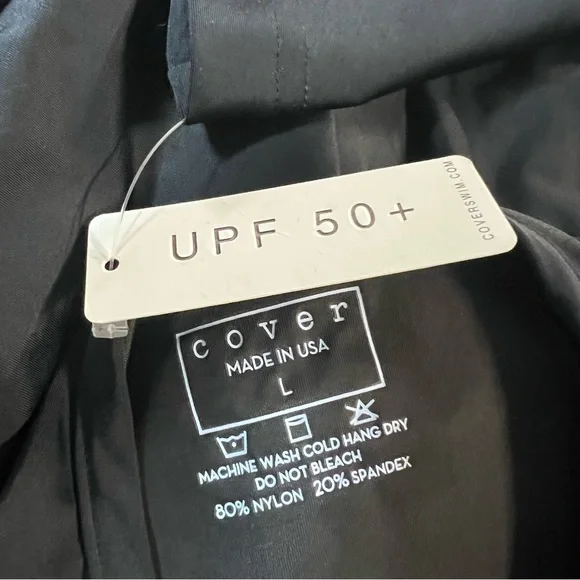 UPF 50+
COVERSWIM.COM
cover
MADE IN USA
L
MACHINE WASH COLD HANG DRY
DO NOT BLEACH
80% NYLON 20% SPANDEX